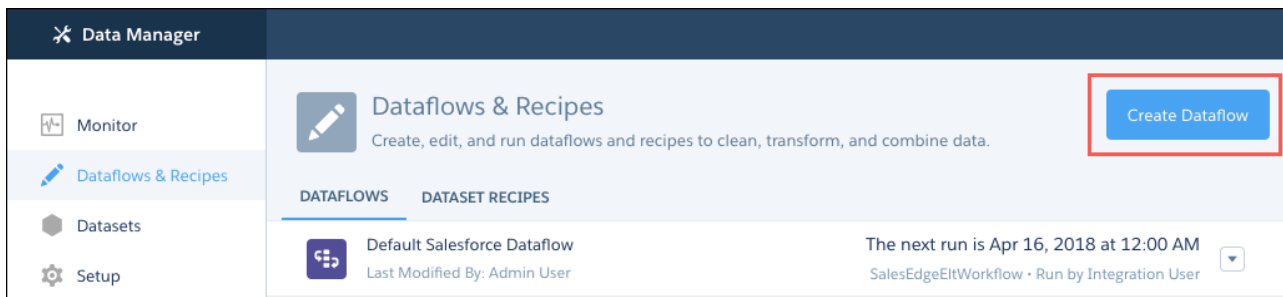 Data Manager
Monitor
Dataflows & Recipes
Datasets
Setup
Dataflows & Recipes
Create, edit, and run dataflows and recipes to clean, transform, and combine data.
Create Dataflow
DATAFLOWS DATASET RECIPES
Default Salesforce Dataflow
Last Modified By: Admin User
The next run is Apr 16, 2018 at 12:00 AM
SalesEdgeEltWorkflow • Run by Integration User